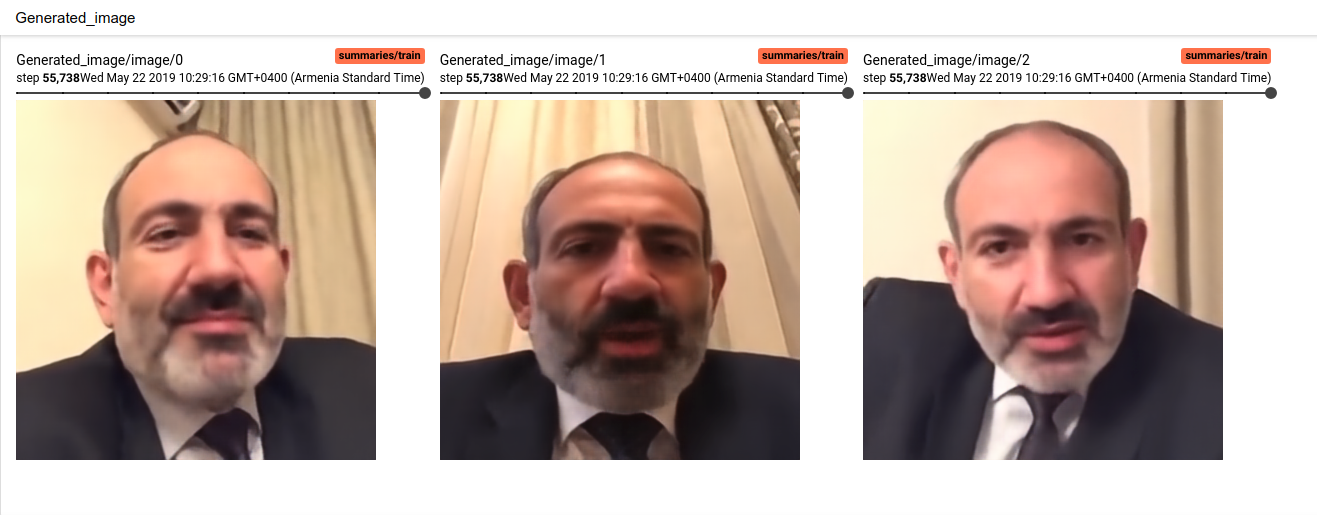 Generated_image
Generated_image/image/0
summaries/train
step 55,738Wed May 22 2019 10:29:16 GMT+0400 (Armenia Standard Time)
Generated_image/image/1
summaries/train
step 55,738Wed May 22 2019 10:29:16 GMT+0400 (Armenia Standard Time)
Generated_image/image/2
summaries/train
step 55,738Wed May 22 2019 10:29:16 GMT+0400 (Armenia Standard Time)